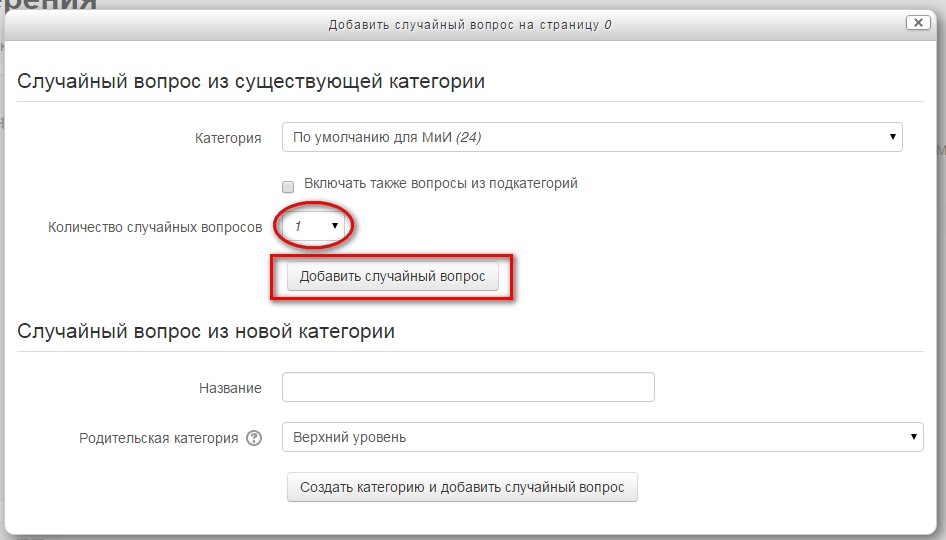 ерения
Добавить случайный вопрос на страницу 0
Случайный вопрос из существующей категории
Категория
По умолчанию для МиИ (24)
Включать также вопросы из подкатегорий
Количество случайных вопросов
1
Добавить случайный вопрос
Случайный вопрос из новой категории
Название
Родительская категория
?
Верхний уровень
Создать категорию и добавить случайный вопрос